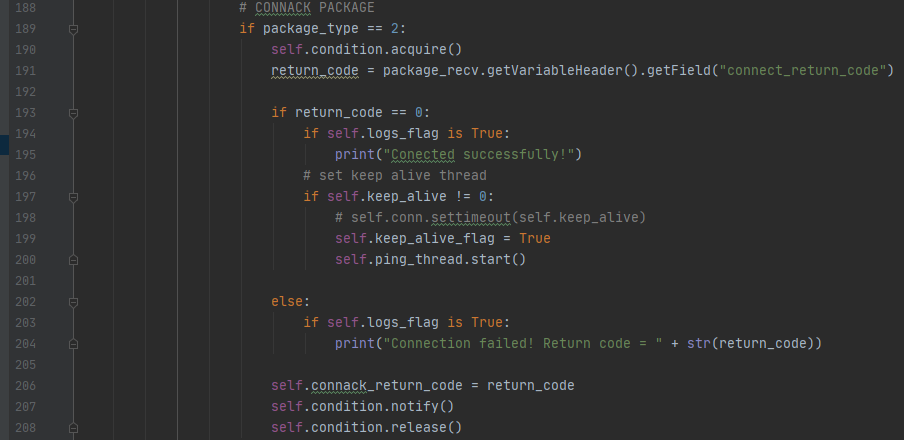 188 # CONNACK PACKAGE
189 if package_type == 2:
190 self.condition.acquire()
191 return_code = package_recv.getVariableHeader().getField("connect_return_code")
192
193 if return_code == 0:
194 if self.logs_flag is True:
195 print("Conected successfully!")
196 # set keep alive thread
197 if self.keep_alive != 0:
198 # self.conn.settimeout(self.keep_alive)
199 self.keep_alive_flag = True
200 self.ping_thread.start()
201
202 else:
203 if self.logs_flag is True:
204 print("Connection failed! Return code = " + str(return_code))
205
206 self.connack_return_code = return_code
207 self.condition.notify()
208 self.condition.release()